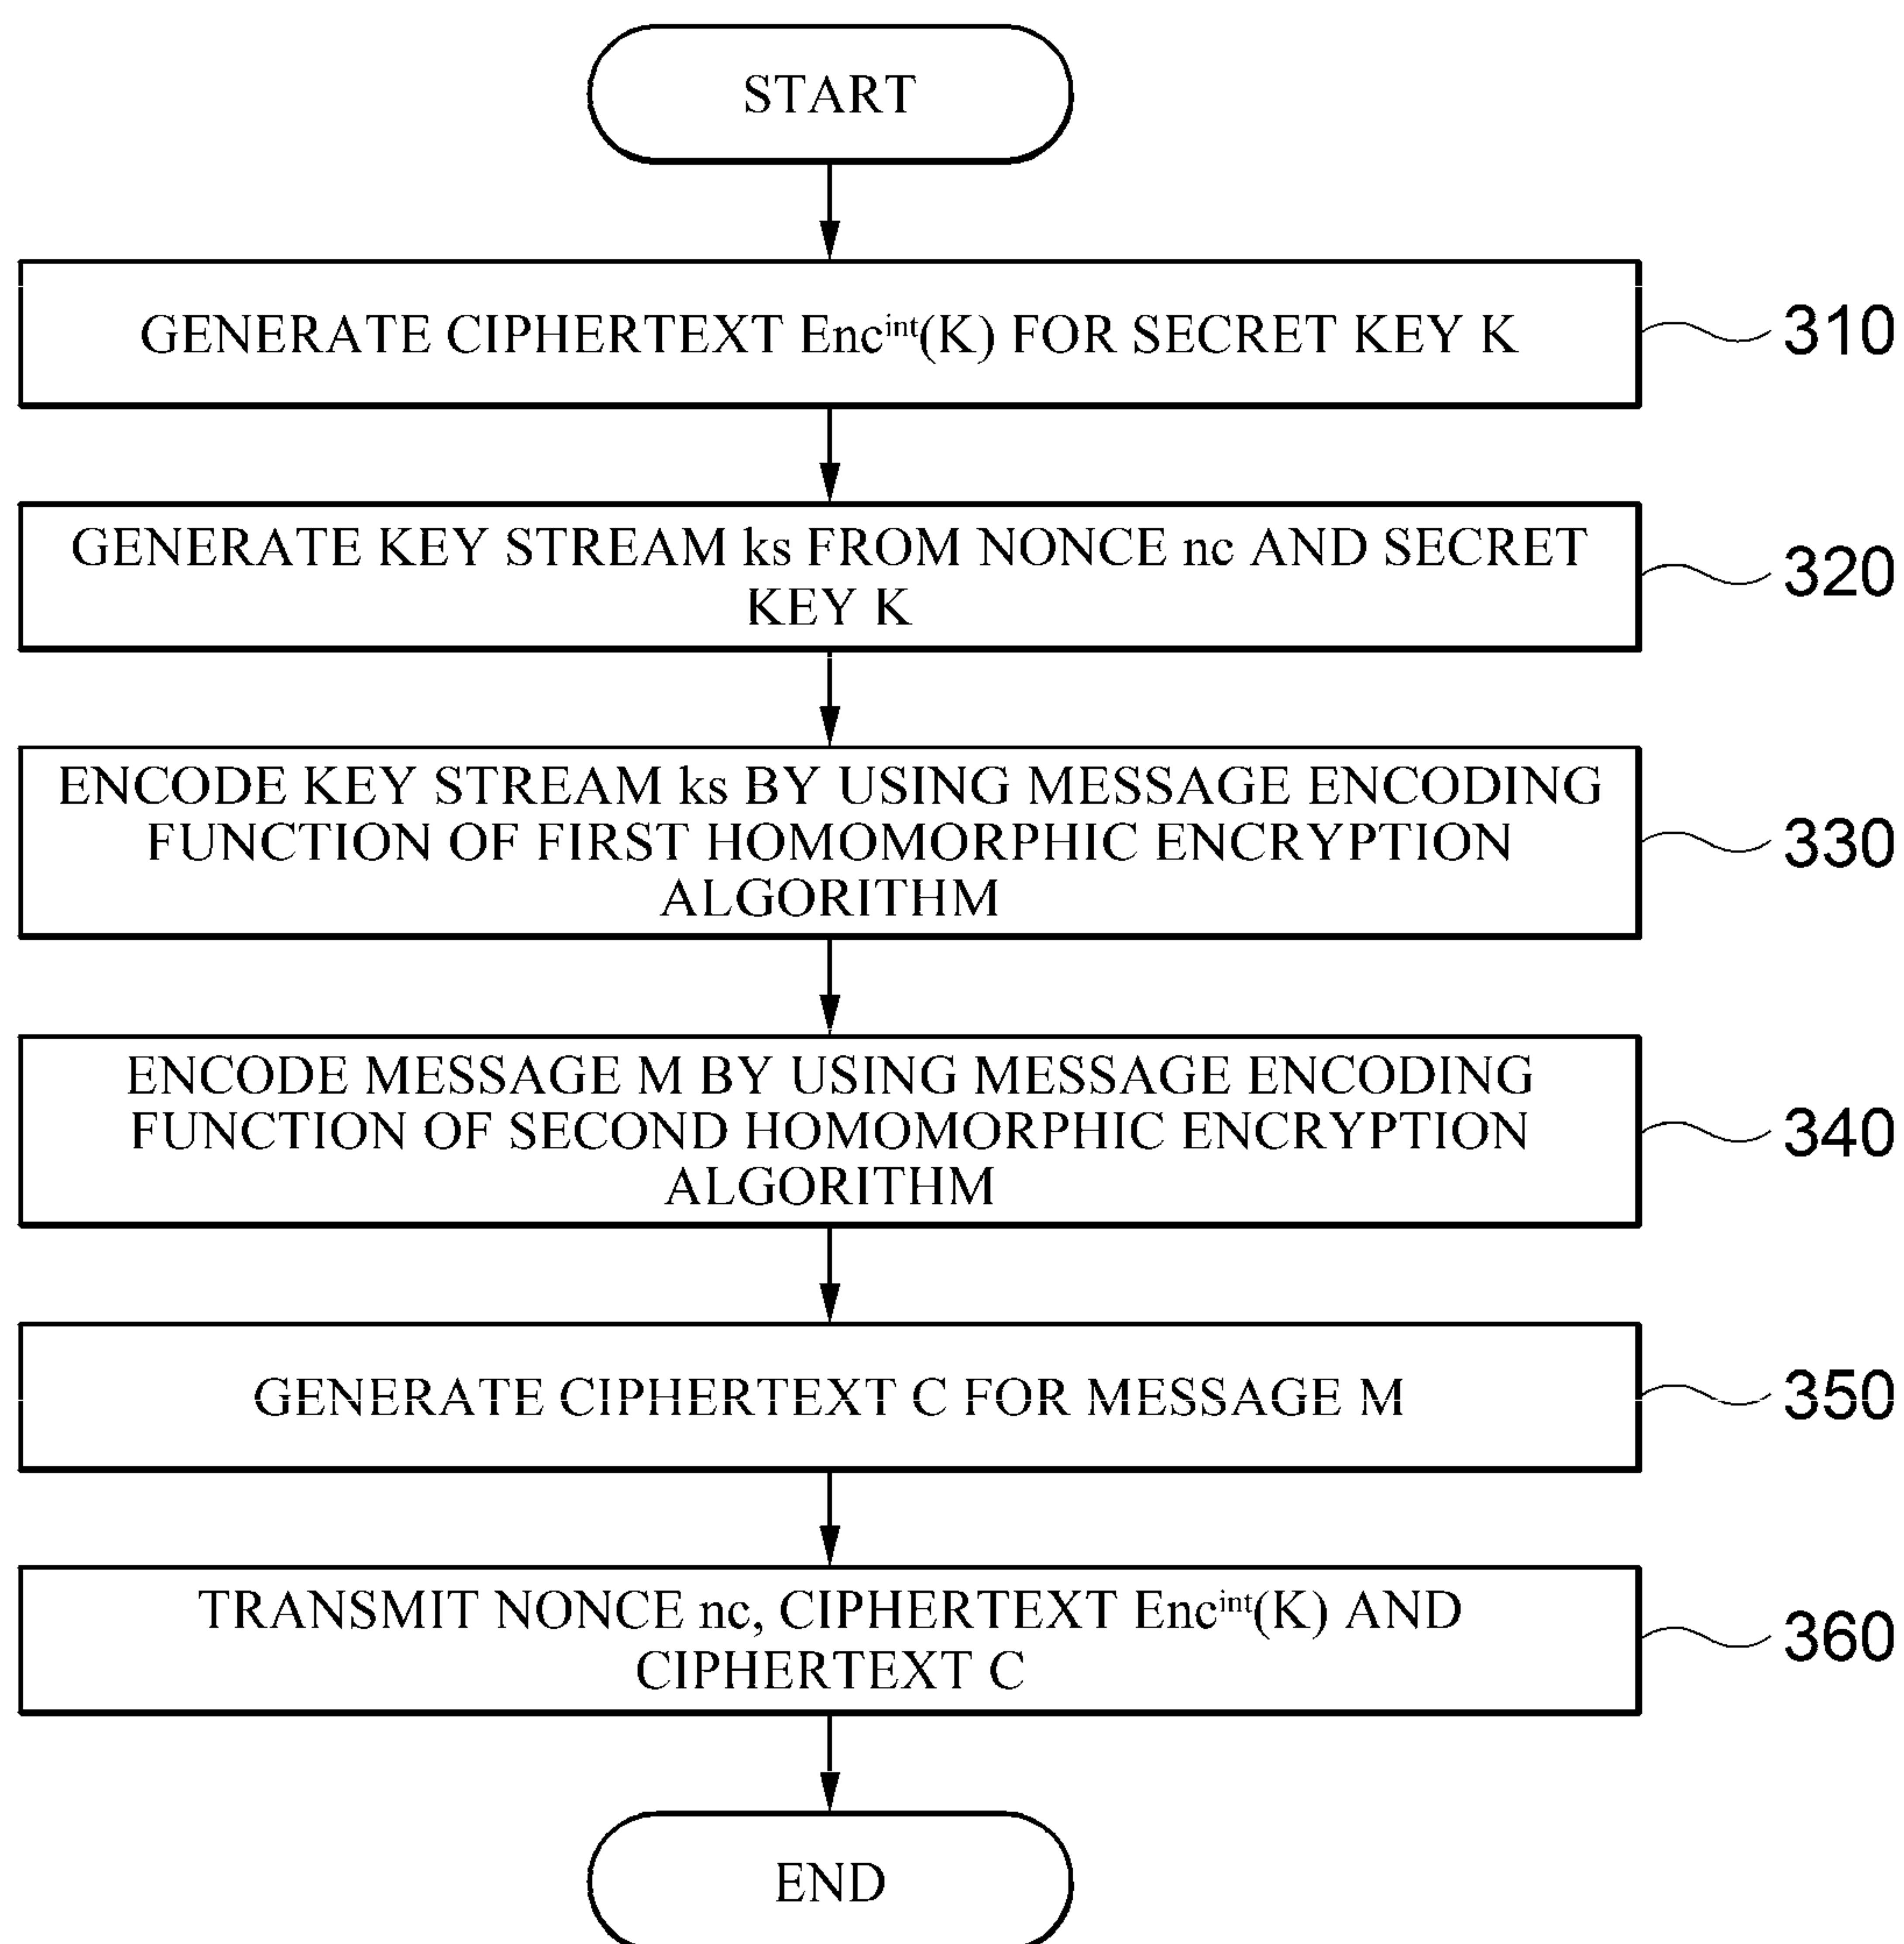 START
GENERATE CIPHERTEXT Enc^int(K) FOR SECRET KEY K
310
GENERATE KEY STREAM ks FROM NONCE nc AND SECRET
KEY K
320
ENCODE KEY STREAM ks BY USING MESSAGE ENCODING
FUNCTION OF FIRST HOMOMORPHIC ENCRYPTION
ALGORITHM
330
ENCODE MESSAGE M BY USING MESSAGE ENCODING
FUNCTION OF SECOND HOMOMORPHIC ENCRYPTION
ALGORITHM
340
GENERATE CIPHERTEXT C FOR MESSAGE M
350
TRANSMIT NONCE nc, CIPHERTEXT Enc^int(K) AND
CIPHERTEXT C
360
END